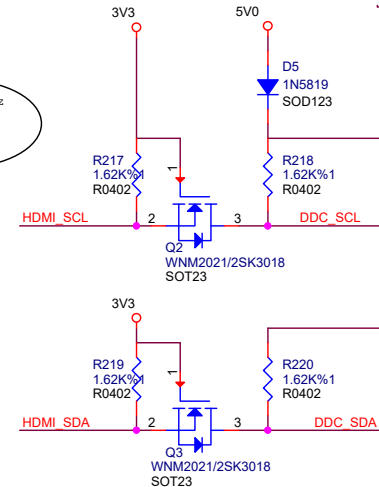 3V3
5V0
z
D5
1N5819
SOD123
R217
1.62K%1
R0402
1
R218
1.62K%1
R0402
HDMI_SCL
2
3
DDC_SCL
Q2
WNM2021/2SK3018
SOT23
3V3
R219
1.62K%1
R0402
1
R220
1.62K%1
R0402
HDMI_SDA
2
3
DDC_SDA
Q3
WNM2021/2SK3018
SOT23